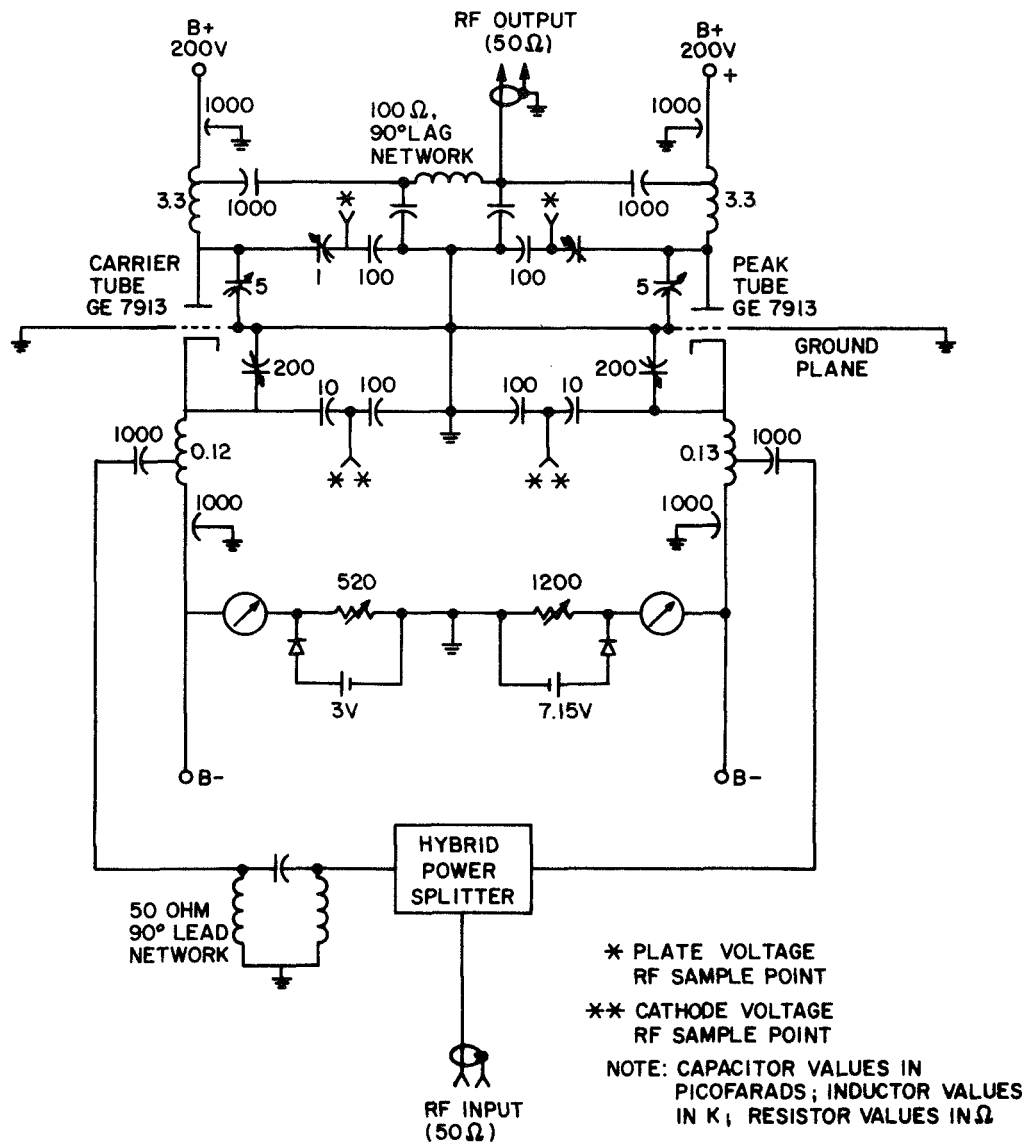 B+
200V
RF OUTPUT
(50Ω)
B+
200V
+
1000
100Ω,
90° LAG
NETWORK
1000
3.3
1000
*
*
1000
3.3
CARRIER
TUBE
GE 7913
5
1
100
100
5
PEAK
TUBE
GE 7913
GROUND
PLANE
200
10
100
100
10
200
1000
0.12
* *
* *
0.13
1000
1000
1000
520
1200
3V
7.15V
B-
B-
HYBRID
POWER
SPLITTER
50 OHM
90° LEAD
NETWORK
* PLATE VOLTAGE
RF SAMPLE POINT
** CATHODE VOLTAGE
RF SAMPLE POINT
NOTE: CAPACITOR VALUES IN
PICOFARADS; INDUCTOR VALUES
IN K; RESISTOR VALUES IN Ω
RF INPUT
(50Ω)